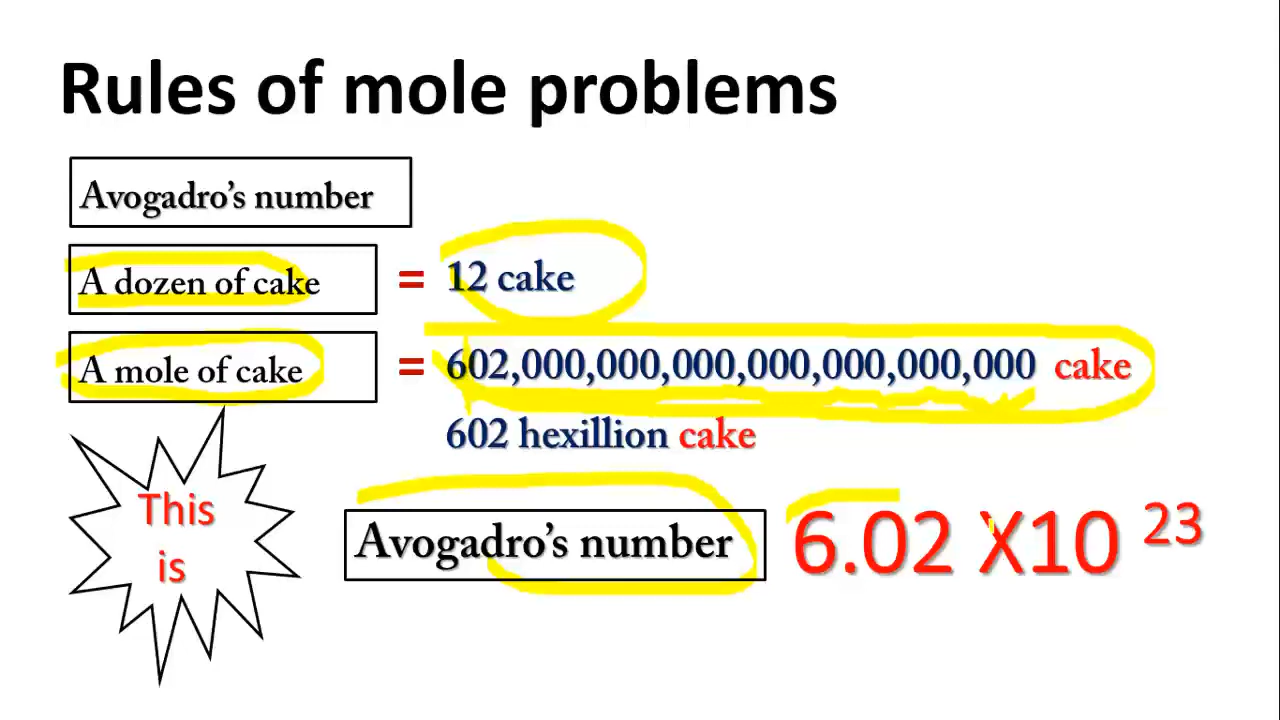 Rules of mole problems
Avogadro's number
A dozen of cake = 12 cake
A mole of cake = 602,000,000,000,000,000,000,000 cake
602 hexillion cake
This
is
Avogadro's number 6.02 X10 23